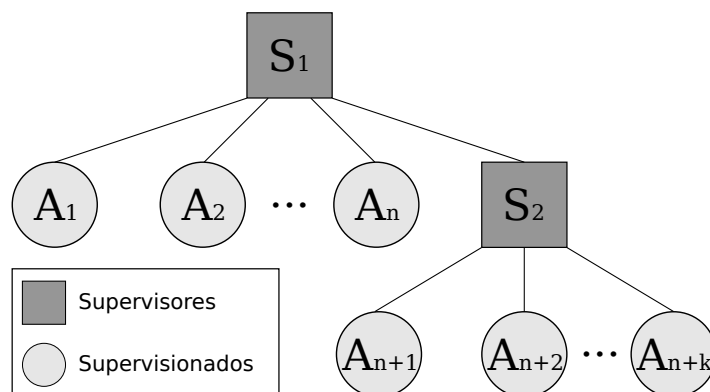 S1
A1 A2 ... An S2
Supervisores
Supervisionados
An+1 An+2 ... An+k